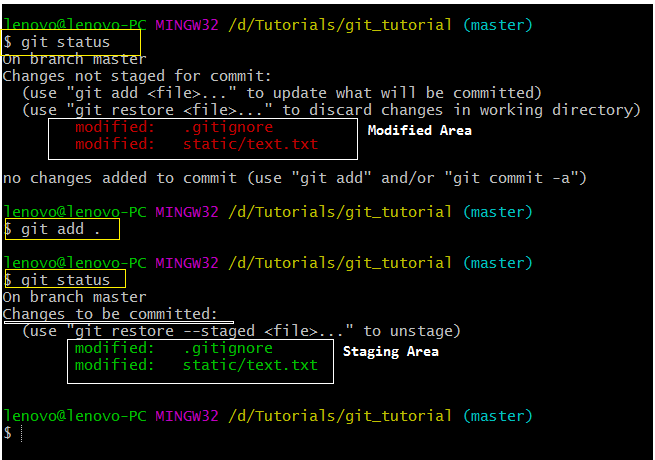 lenovo@lenovo-PC MINGW32 /d/Tutorials/git_tutorial (master)
$ git status
On branch master
Changes not staged for commit:
  (use "git add <file>..." to update what will be committed)
  (use "git restore <file>..." to discard changes in working directory)
        modified:   .gitignore
        modified:   static/text.txt
Modified Area
no changes added to commit (use "git add" and/or "git commit -a")
lenovo@lenovo-PC MINGW32 /d/Tutorials/git_tutorial (master)
$ git add .
lenovo@lenovo-PC MINGW32 /d/Tutorials/git_tutorial (master)
$ git status
On branch master
Changes to be committed:
  (use "git restore --staged <file>..." to unstage)
        modified:   .gitignore
        modified:   static/text.txt
Staging Area
lenovo@lenovo-PC MINGW32 /d/Tutorials/git_tutorial (master)
$